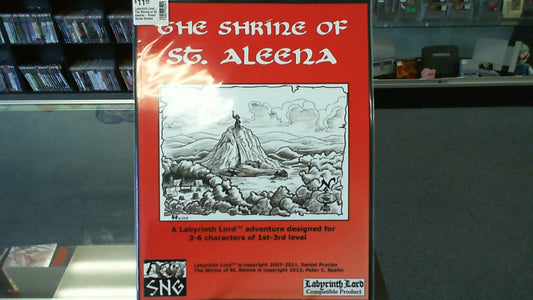 THE SHRINE OF
ST. ALEENA
A Labyrinth Lord™ adventure designed for
3-6 characters of 1st-3rd level
Labyrinth Lord™ is copyright 2007-2011, Daniel Proctor
The Shrine of St. Aleena is copyright 2013, Peter C. Spahn
SNG
Labyrinth Lord
Compatible Product